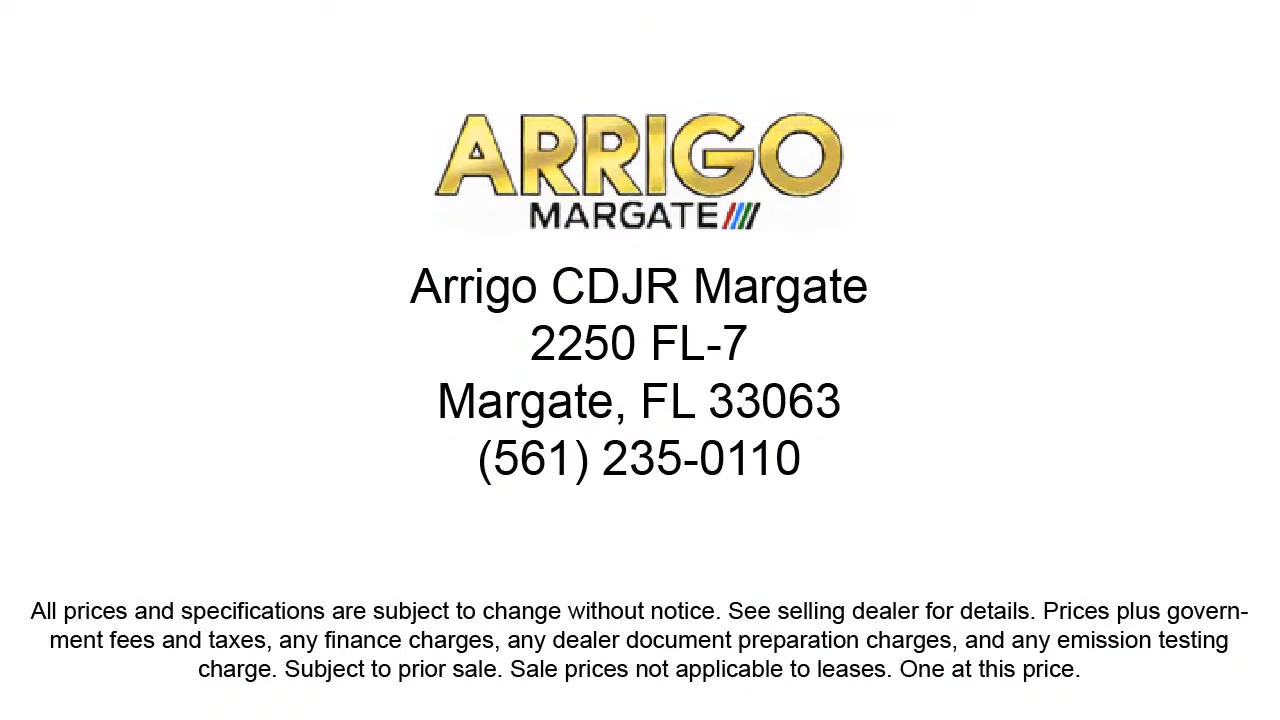 ARRIGO
MARGATE
Arrigo CDJR Margate
2250 FL-7
Margate, FL 33063
(561) 235-0110
All prices and specifications are subject to change without notice. See selling dealer for details. Prices plus govern-
ment fees and taxes, any finance charges, any dealer document preparation charges, and any emission testing
charge. Subject to prior sale. Sale prices not applicable to leases. One at this price.